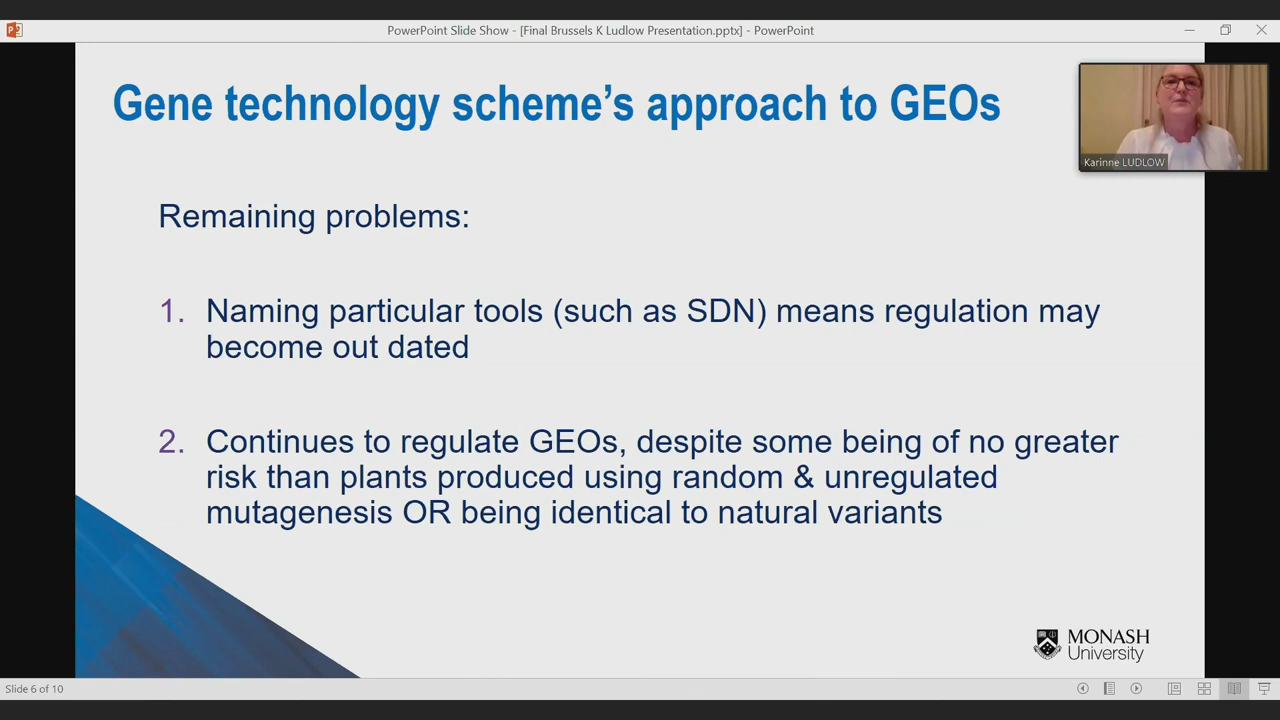 PowerPoint Slide Show - [Final Brussels K Ludlow Presentation.pptx] - PowerPoint
Gene technology scheme’s approach to GEOs
Karinne LUDLOW
Remaining problems:
1. Naming particular tools (such as SDN) means regulation may
become out dated
2. Continues to regulate GEOs, despite some being of no greater
risk than plants produced using random & unregulated
mutagenesis OR being identical to natural variants
MONASH
University
Slide 6 of 10